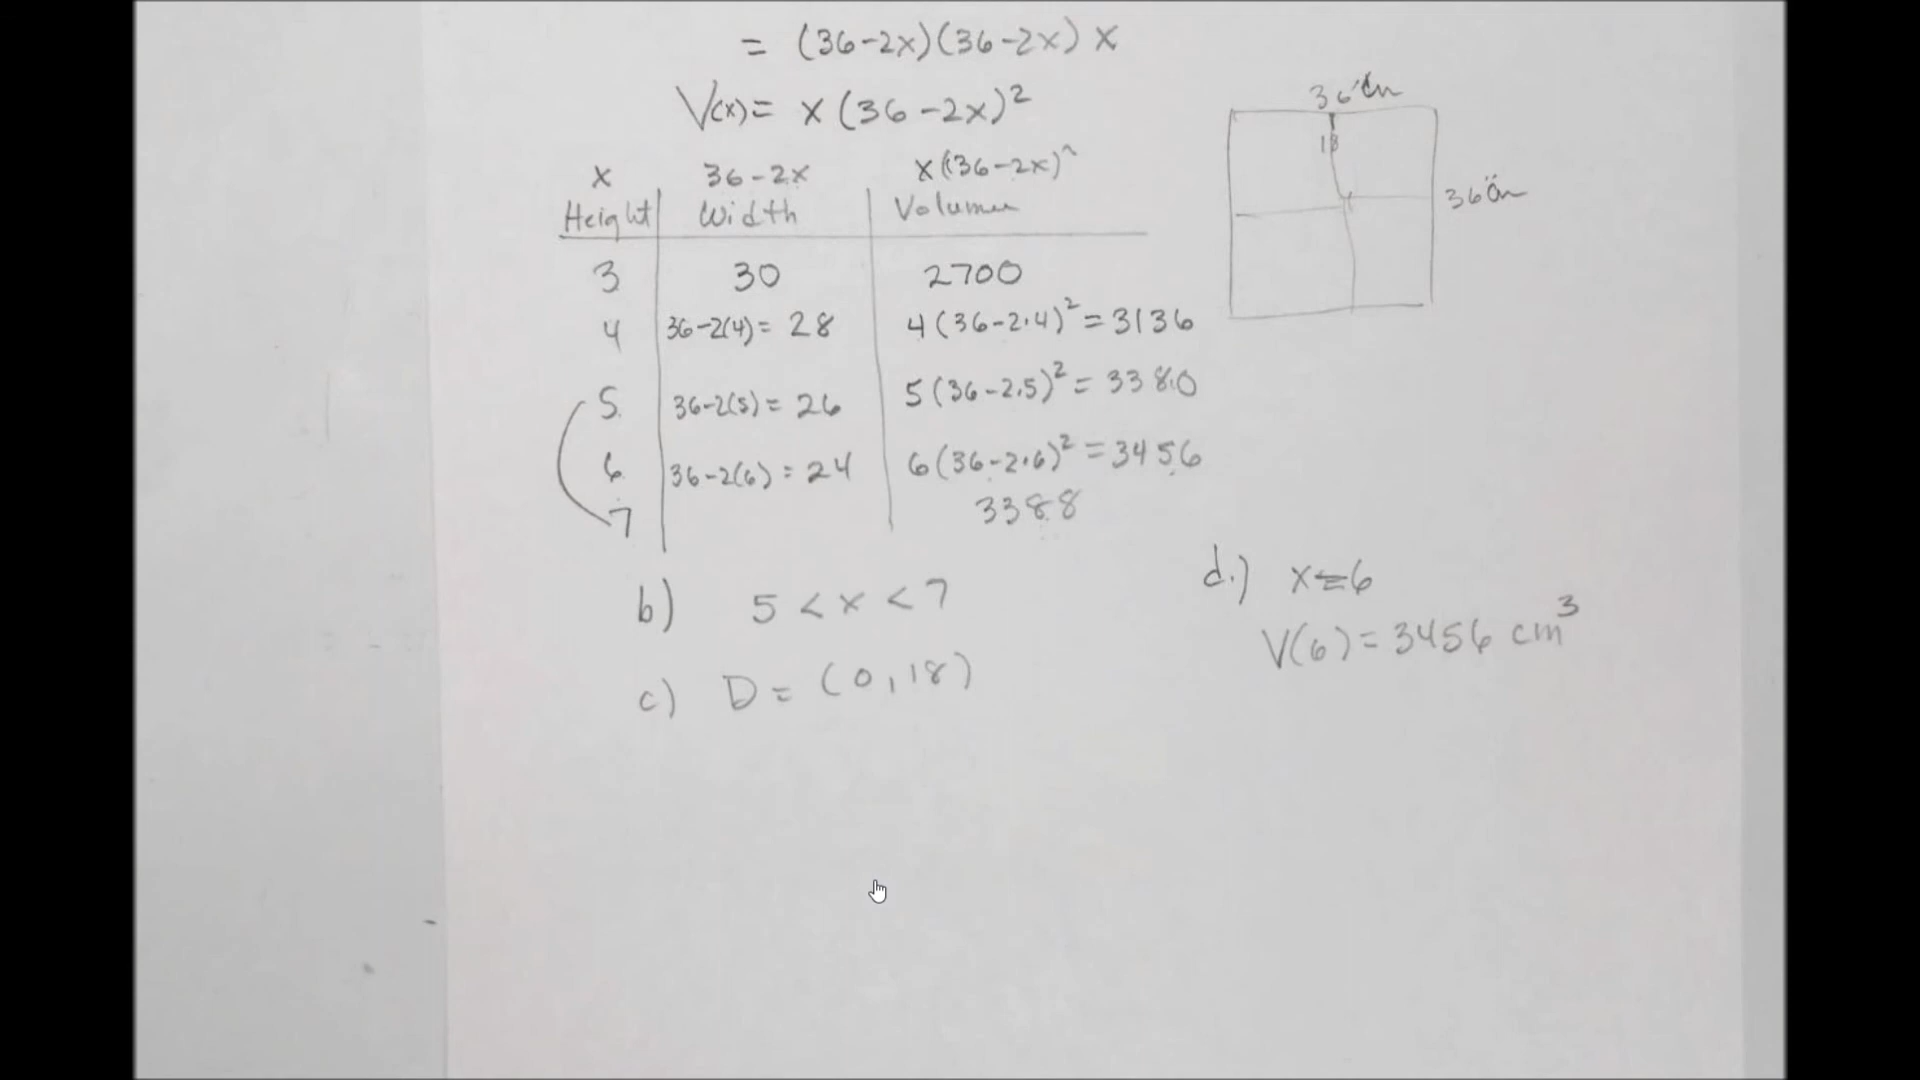 = (36-2x)(36-2x) x
V(x) = x (36-2x)²
x 36-2x x(36-2x)²
Height Width Volume
3 30 2700
4 36-2(4) = 28 4(36-2·4)² = 3136
5 36-2(5) = 26 5(36-2·5)² = 3380
6 36-2(6) = 24 6(36-2·6)² = 3456
7 3388
b) 5 < x < 7
c) D = (0,18)
36 cm
18
36 cm
d.) x=6
V(6) = 3456 cm³